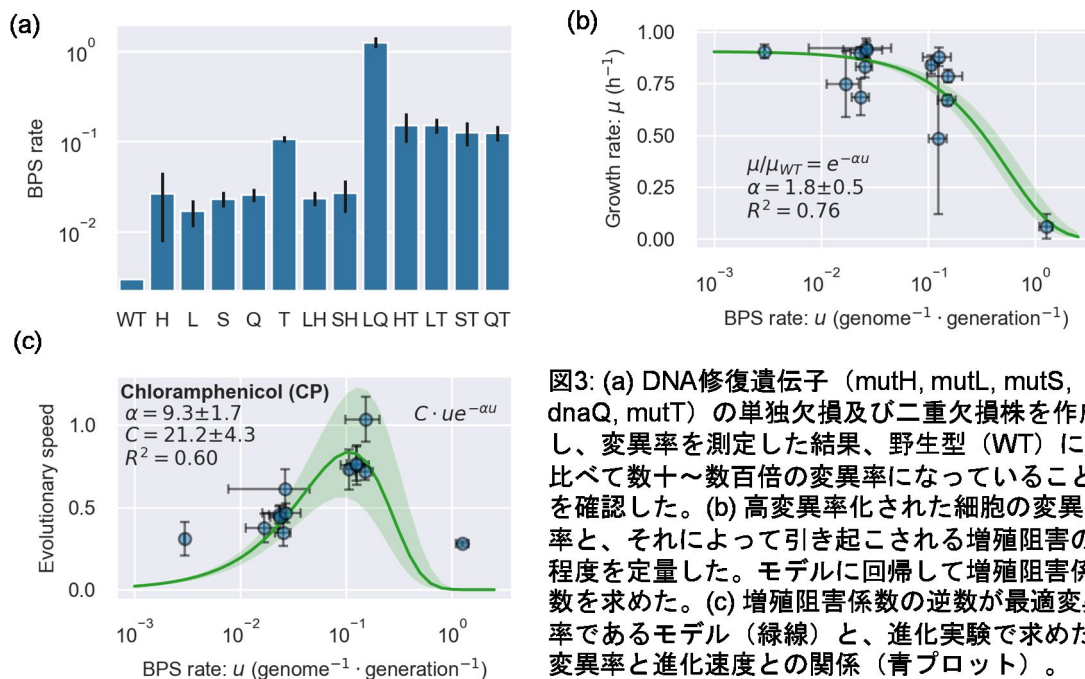 (a)
10⁰
10⁻¹
10⁻²
BPS rate
WT H L S Q T LH SH LQ HT LT ST QT
(b)
1.00
0.75
0.50
0.25
0.00
Growth rate: μ (h⁻¹)
μ/μ_WT = e^{-αu}
α = 1.8±0.5
R² = 0.76
10⁻³ 10⁻² 10⁻¹ 10⁰
BPS rate: u (genome⁻¹ · generation⁻¹)
(c)
Chloramphenicol (CP)
α = 9.3±1.7
C = 21.2±4.3
R² = 0.60
C · ue^{-αu}
1.0
0.5
0.0
Evolutionary speed
10⁻³ 10⁻² 10⁻¹ 10⁰
BPS rate: u (genome⁻¹ · generation⁻¹)
図3: (a) DNA修復遺伝子（mutH, mutL, mutS,
dnaQ, mutT）の単独欠損及び二重欠損株を作
し、変異率を測定した結果、野生型（WT）に
比べて数十～数百倍の変異率になっていること
を確認した。(b) 高変異率化された細胞の変異
率と、それによって引き起こされる増殖阻害の
程度を定量した。モデルに回帰して増殖阻害係
数を求めた。(c) 増殖阻害係数の逆数が最適変
率であるモデル（緑線）と、進化実験で求めた
変異率と進化速度との関係（青プロット）。